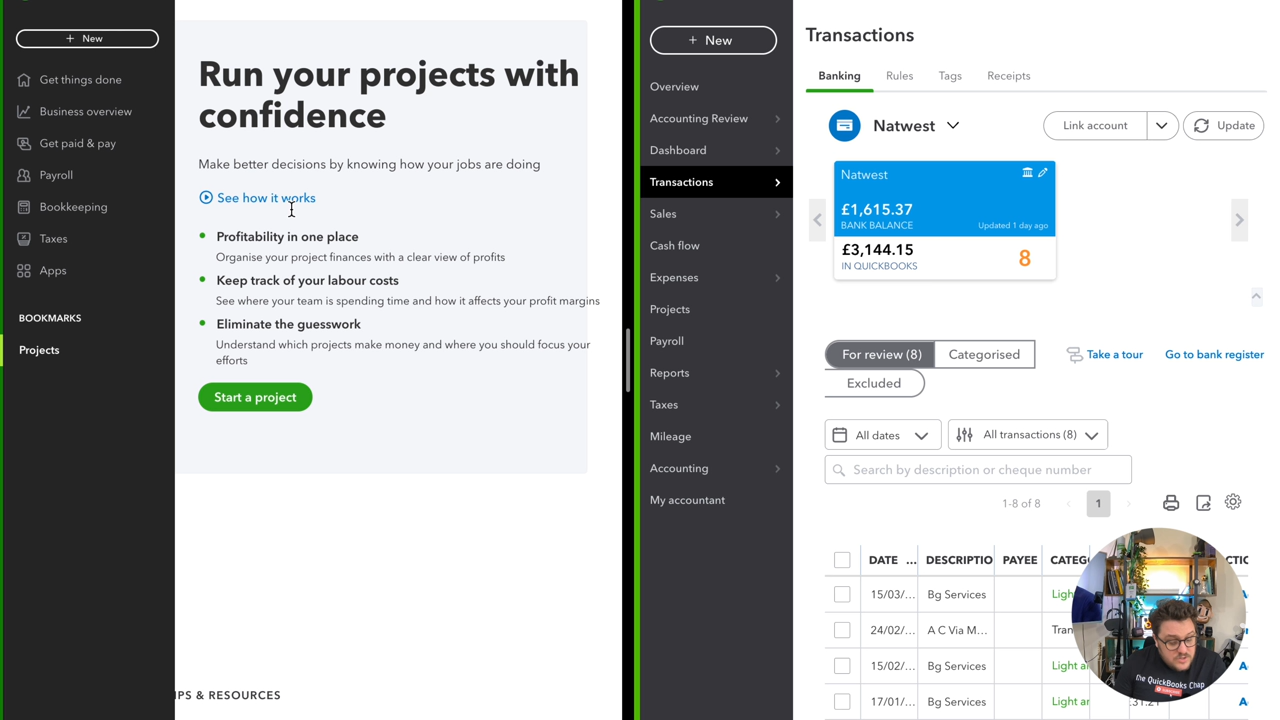 + New
Get things done
Business overview
Get paid & pay
Payroll
Bookkeeping
Taxes
Apps
BOOKMARKS
Projects
Run your projects with
confidence
Make better decisions by knowing how your jobs are doing
See how it works
Profitability in one place
Organise your project finances with a clear view of profits
Keep track of your labour costs
See where your team is spending time and how it affects your profit margins
Eliminate the guesswork
Understand which projects make money and where you should focus your
efforts
Start a project
IPS & RESOURCES
+ New
Overview
Accounting Review
Dashboard
Transactions
Sales
Cash flow
Expenses
Projects
Payroll
Reports
Taxes
Mileage
Accounting
My accountant
Transactions
Banking Rules Tags Receipts
Natwest
Link account
Update
Natwest
£1,615.37
BANK BALANCE
Updated 1 day ago
£3,144.15
IN QUICKBOOKS
8
For review (8)
Categorised
Excluded
Take a tour
Go to bank register
All dates
All transactions (8)
Search by description or cheque number
1-8 of 8
1
DATE ... DESCRIPTIO PAYEE CATEG CTIC
15/03/... Bg Services Ligh
24/02/... A C Via M... Tran
15/02/... Bg Services Light ar A
17/01/... Bg Services Light ar A
the QuickBooks Chap